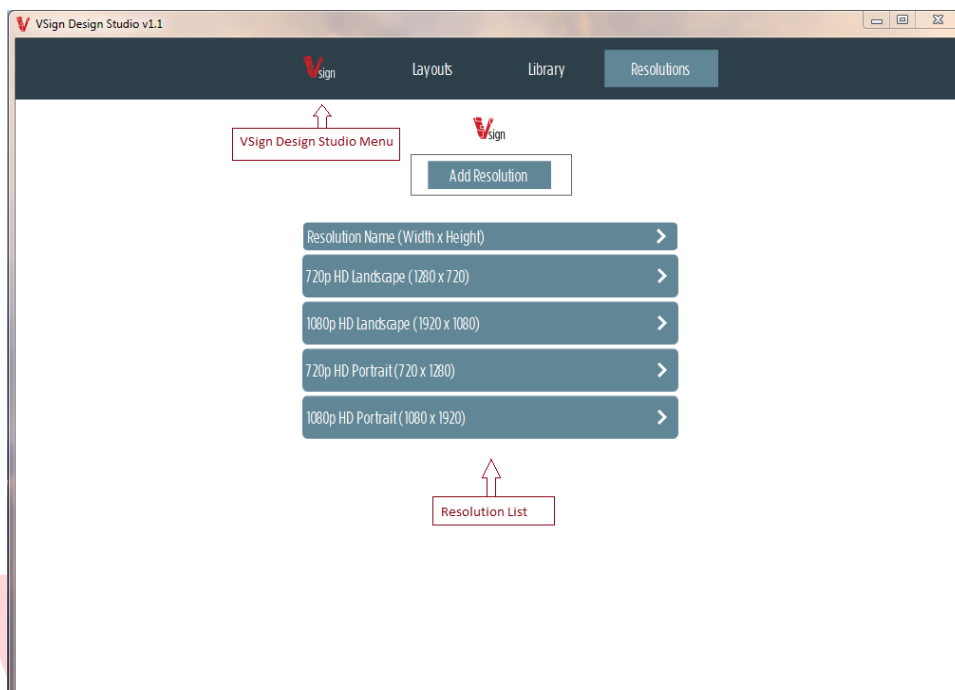 VSign Design Studio v1.1
Vsign Layouts Library Resolutions
VSign Design Studio Menu
Vsign
Add Resolution
Resolution Name (Width x Height)
720p HD Landscape (1280 x 720)
1080p HD Landscape (1920 x 1080)
720p HD Portrait (720 x 1280)
1080p HD Portrait (1080 x 1920)
Resolution List